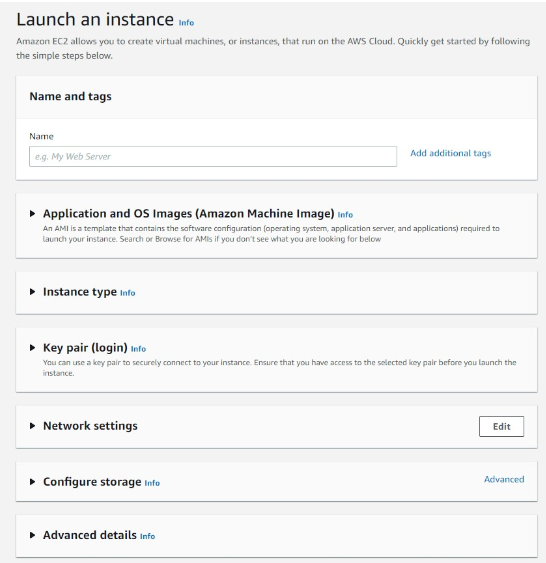 Launch an instance Info
Amazon EC2 allows you to create virtual machines, or instances, that run on the AWS Cloud. Quickly get started by following
the simple steps below.
Name and tags
Name
e.g. My Web Server
Add additional tags
Application and OS Images (Amazon Machine Image) Info
An AMI is a template that contains the software configuration (operating system, application server, and applications) required to
launch your instance. Search or Browse for AMIs if you don't see what you are looking for below
Instance type Info
Key pair (login) Info
You can use a key pair to securely connect to your instance. Ensure that you have access to the selected key pair before you launch the
instance.
Network settings
Edit
Configure storage Info
Advanced
Advanced details Info